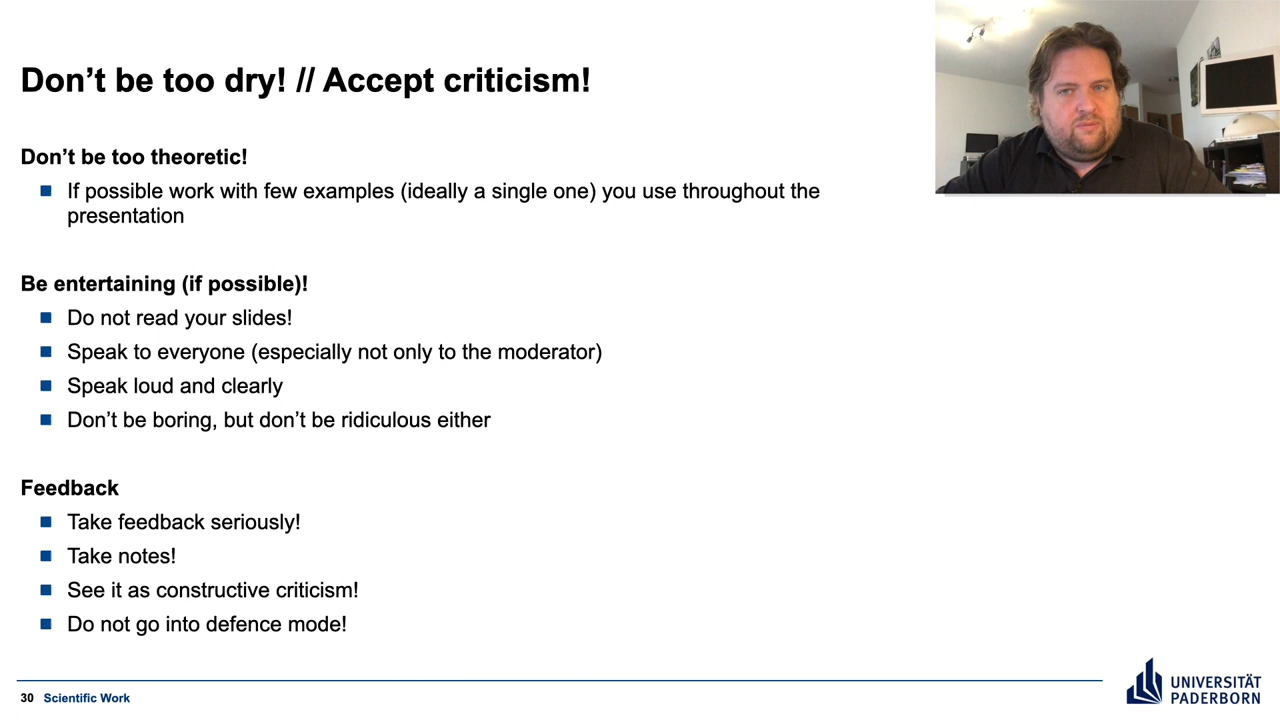 Don’t be too dry! // Accept criticism!
Don’t be too theoretic!
If possible work with few examples (ideally a single one) you use throughout the
presentation
Be entertaining (if possible)!
Do not read your slides!
Speak to everyone (especially not only to the moderator)
Speak loud and clearly
Don’t be boring, but don’t be ridiculous either
Feedback
Take feedback seriously!
Take notes!
See it as constructive criticism!
Do not go into defence mode!
30 Scientific Work
UNIVERSITÄT
PADERBORN